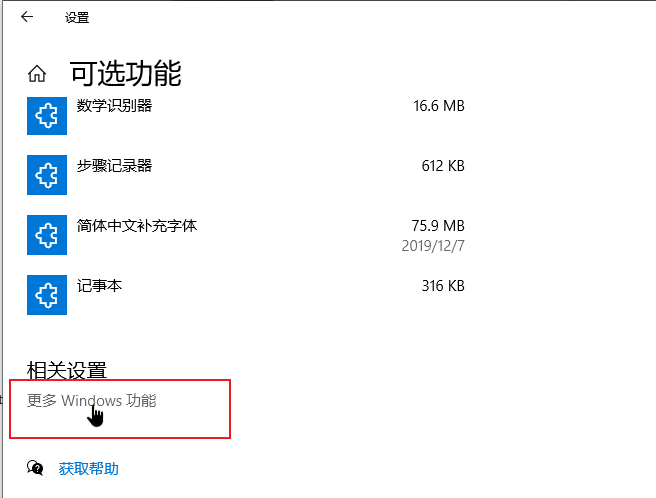 设置
可选功能
数学识别器 16.6 MB
步骤记录器 612 KB
简体中文补充字体 75.9 MB
2019/12/7
记事本 316 KB
相关设置
更多 Windows 功能
获取帮助